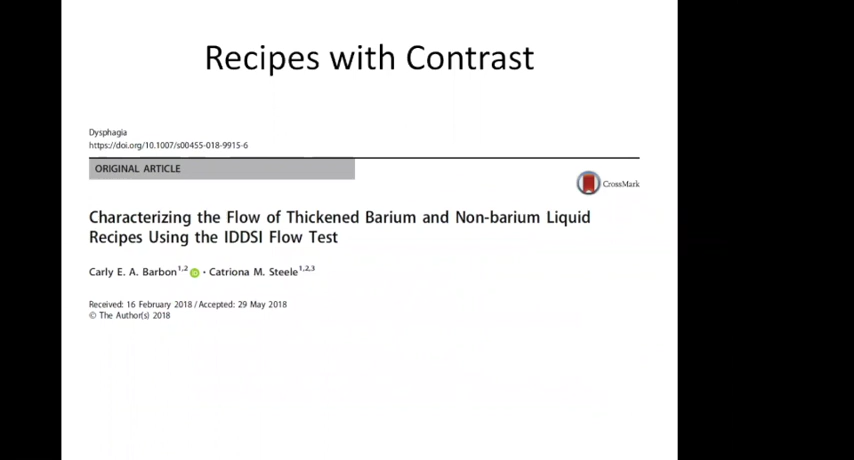 Recipes with Contrast
Dysphagia
https://doi.org/10.1007/s00455-018-9915-6
ORIGINAL ARTICLE
CrossMark
Characterizing the Flow of Thickened Barium and Non-barium Liquid
Recipes Using the IDDSI Flow Test
Carly E. A. Barbon1,2 · Catriona M. Steele1,2,3
Received: 16 February 2018 / Accepted: 29 May 2018
© The Author(s) 2018